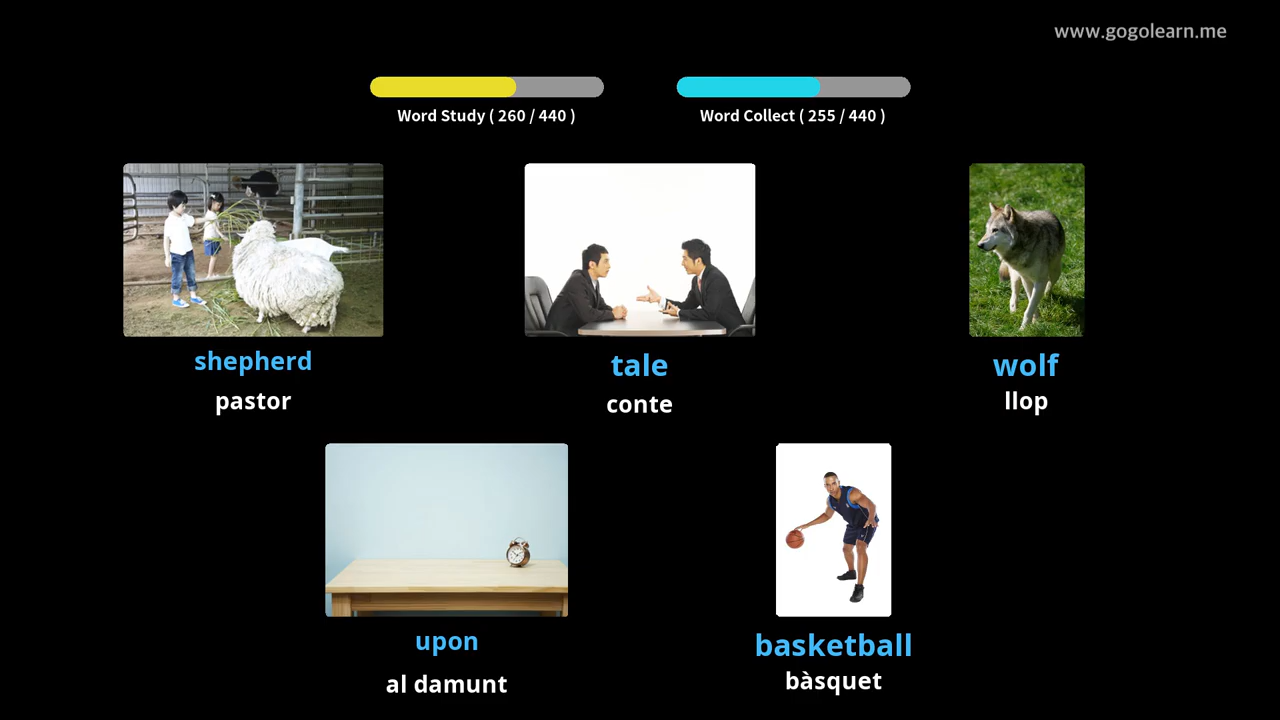 www.gogolearn.me
Word Study ( 260 / 440 )
Word Collect ( 255 / 440 )
shepherd
pastor
tale
conte
wolf
llop
upon
al damunt
basketball
bàsquet